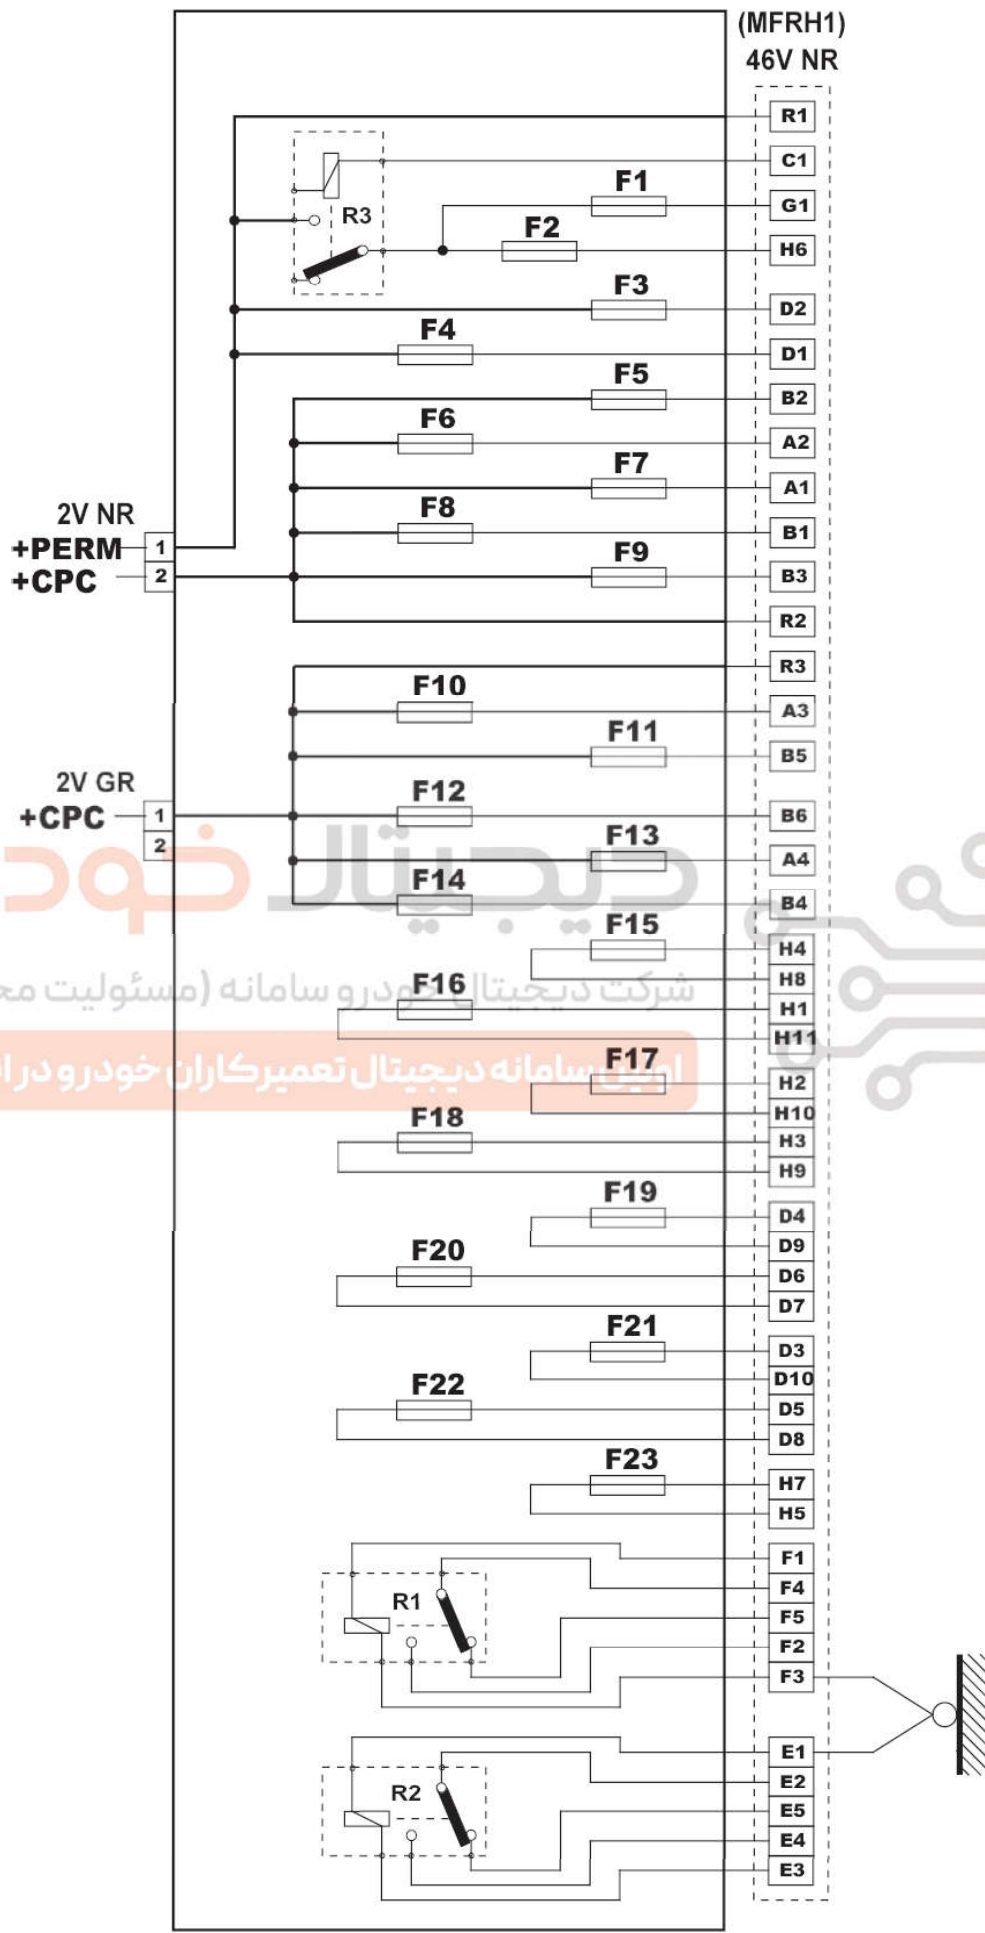 (MFRH1)
46V NR
R1
C1
F1
G1
R3
F2
H6
F3
D2
F4
D1
F5
B2
F6
A2
F7
A1
2V NR
F8
B1
+PERM
1
F9
+CPC
2
B3
R2
R3
F10
A3
F11
B5
2V GR
F12
+CPC
1
B6
2
F13
A4
دیجیتال خود
F14
B4
F15
H4
شرکت دیجیتال خودرو سامانه (مسئولیت مح
F16
H8
H1
H11
اولین سامانه دیجیتال تعمیرکاران خودرو در ا
F17
H2
H10
F18
H3
H9
F19
D4
D9
F20
D6
D7
F21
D3
D10
F22
D5
D8
F23
H7
H5
F1
R1
F4
F5
F2
F3
E1
R2
E2
E5
E4
E3